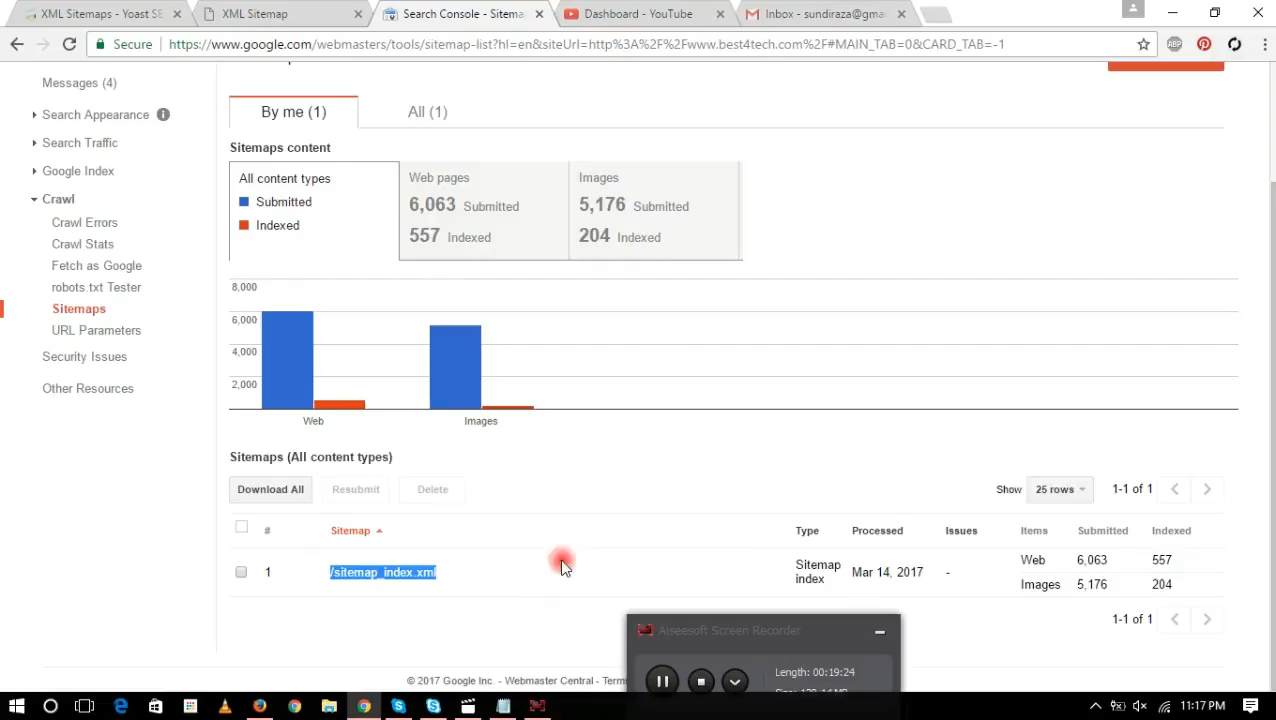 XML Sitemaps - Yoast SE
XML Sitemap
Search Console - Sitema
Dashboard - YouTube
Inbox - sundiraza@gma
Secure
https://www.google.com/webmasters/tools/sitemap-list?hl=en&siteUrl=http%3A%2F%2Fwww.best4tech.com%2F#MAIN_TAB=0&CARD_TAB=-1
ABP
Messages (4)
Search Appearance
Search Traffic
Google Index
Crawl
Crawl Errors
Crawl Stats
Fetch as Google
robots.txt Tester
Sitemaps
URL Parameters
Security Issues
Other Resources
By me (1)
All (1)
Sitemaps content
All content types
Submitted
Indexed
Web pages
6,063 Submitted
557 Indexed
Images
5,176 Submitted
204 Indexed
8,000
6,000
4,000
2,000
Web
Images
Sitemaps (All content types)
Download All
Resubmit
Delete
Show
25 rows
1-1 of 1
#
Sitemap
Type
Processed
Issues
Items
Submitted
Indexed
1
/sitemap_index.xml
Sitemap index
Mar 14, 2017
-
Web
6,063
557
Images
5,176
204
1-1 of 1
© 2017 Google Inc. - Webmaster Central - Terms
Aiseesoft Screen Recorder
Length: 00:19:24
11:17 PM